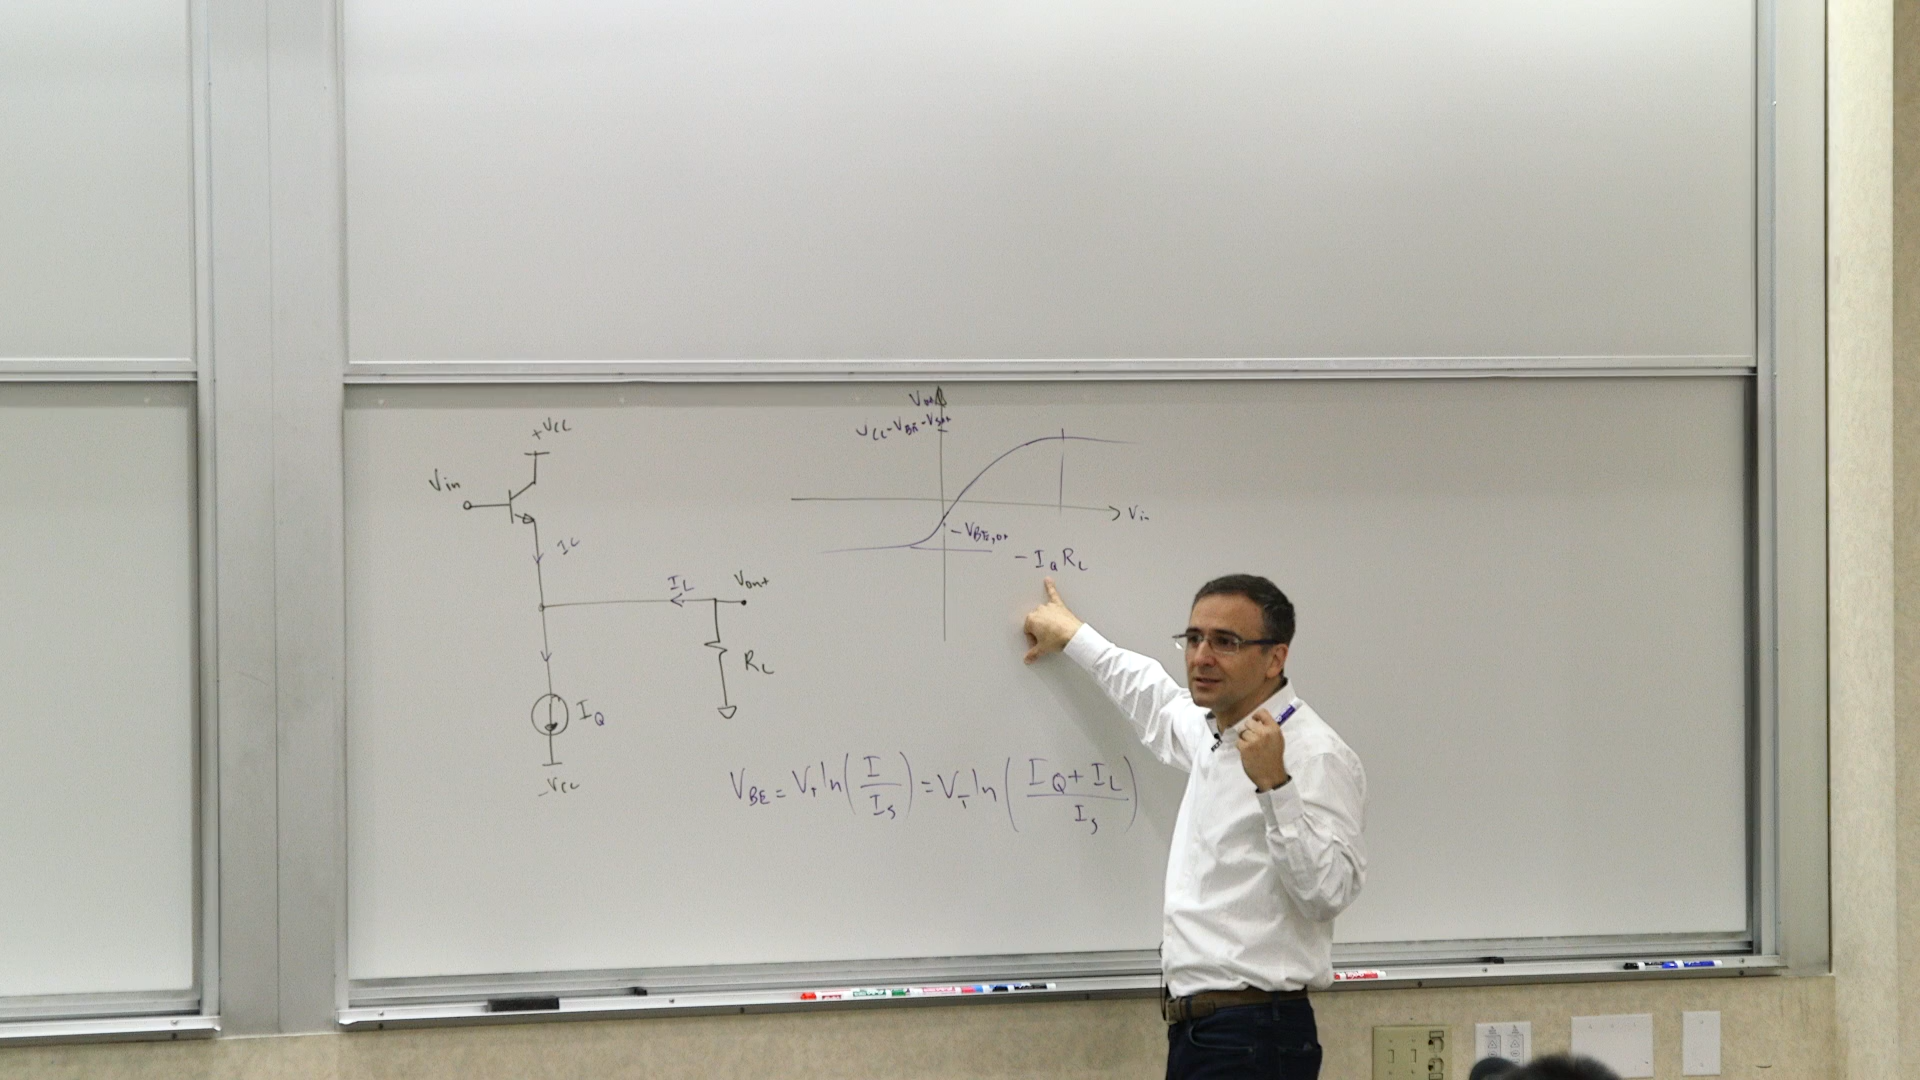 +VCC
Vin
IC
IL
Vout
RL
IQ
-VCC
Vout
VCC-VBE-VSat
Vin
-VBE,on
-IQ RL
VBE = VT ln(I/IS) = VT ln((IQ+IL)/IS)